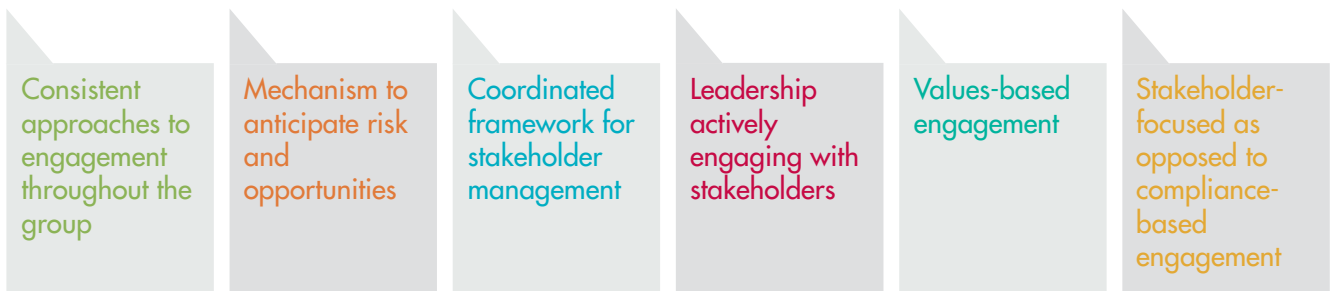 Consistent
approaches to
engagement
throughout the
group
Mechanism to
anticipate risk
and
opportunities
Coordinated
framework for
stakeholder
management
Leadership
actively
engaging with
stakeholders
Values-based
engagement
Stakeholder-
focused as
opposed to
compliance-
based
engagement